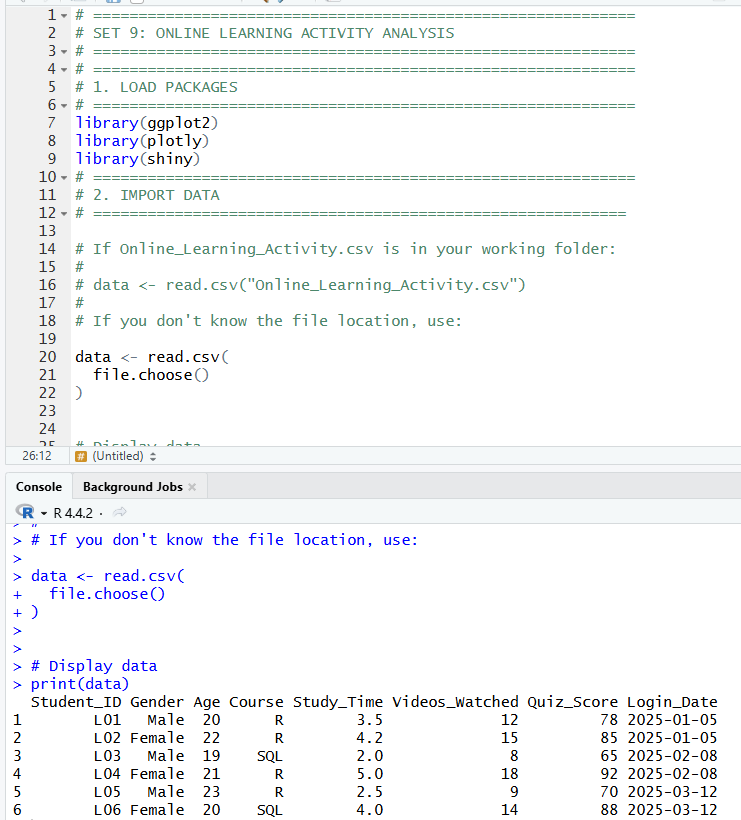 1 # ============================================================
2 # SET 9: ONLINE LEARNING ACTIVITY ANALYSIS
3 # ============================================================
4 # ============================================================
5 # 1. LOAD PACKAGES
6 # ============================================================
7 library(ggplot2)
8 library(plotly)
9 library(shiny)
10 # ============================================================
11 # 2. IMPORT DATA
12 # ===========================================================
13
14 # If Online_Learning_Activity.csv is in your working folder:
15 #
16 # data <- read.csv("Online_Learning_Activity.csv")
17 #
18 # If you don't know the file location, use:
19
20 data <- read.csv(
21   file.choose()
22 )
23
24
25 # Display data
26:12 # (Untitled)
Console Background Jobs
R R 4.4.2 ·
> #
> # If you don't know the file location, use:
>
> data <- read.csv(
+   file.choose()
+ )
>
>
> # Display data
> print(data)
  Student_ID Gender Age Course Study_Time Videos_Watched Quiz_Score Login_Date
1        L01   Male  20      R        3.5             12         78 2025-01-05
2        L02 Female  22      R        4.2             15         85 2025-01-05
3        L03   Male  19    SQL        2.0              8         65 2025-02-08
4        L04 Female  21      R        5.0             18         92 2025-02-08
5        L05   Male  23      R        2.5              9         70 2025-03-12
6        L06 Female  20    SQL        4.0             14         88 2025-03-12